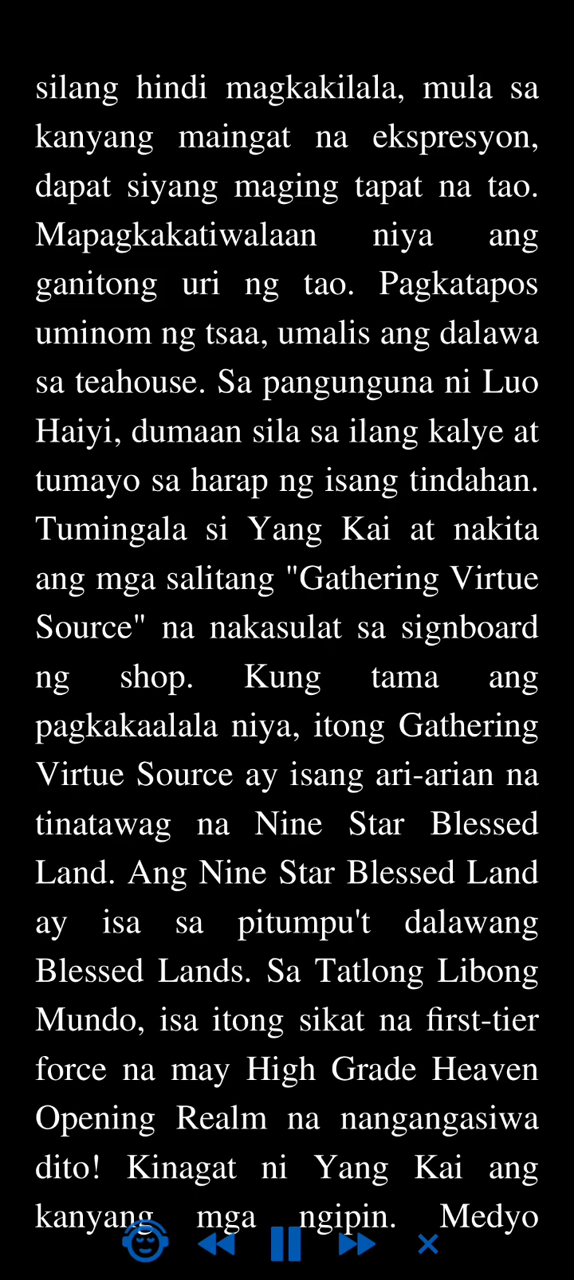 silang hindi magkakilala, mula sa
kanyang maingat na ekspresyon,
dapat siyang maging tapat na tao.
Mapagkakatiwalaan niya ang
ganitong uri ng tao. Pagkatapos
uminom ng tsaa, umalis ang dalawa
sa teahouse. Sa pangunguna ni Luo
Haiyi, dumaan sila sa ilang kalye at
tumayo sa harap ng isang tindahan.
Tumingala si Yang Kai at nakita
ang mga salitang "Gathering Virtue
Source" na nakasulat sa signboard
ng shop. Kung tama ang
pagkakaalala niya, itong Gathering
Virtue Source ay isang ari-arian na
tinatawag na Nine Star Blessed
Land. Ang Nine Star Blessed Land
ay isa sa pitumpu't dalawang
Blessed Lands. Sa Tatlong Libong
Mundo, isa itong sikat na first-tier
force na may High Grade Heaven
Opening Realm na nangangasiwa
dito! Kinagat ni Yang Kai ang
kanyang mga ngipin. Medyo